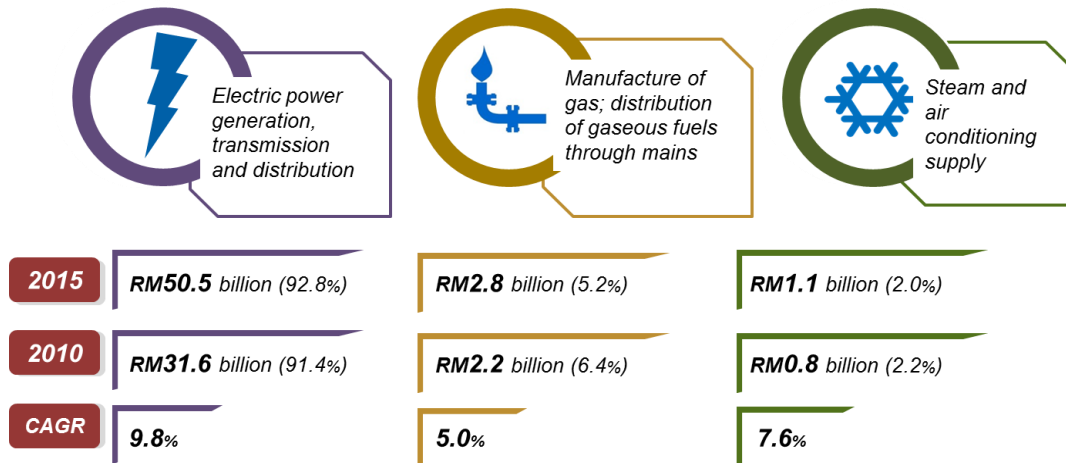 Electric power
generation,
transmission
and distribution
Manufacture of
gas; distribution
of gaseous fuels
through mains
Steam and
air
conditioning
supply
2015
RM50.5 billion (92.8%)
RM2.8 billion (5.2%)
RM1.1 billion (2.0%)
2010
RM31.6 billion (91.4%)
RM2.2 billion (6.4%)
RM0.8 billion (2.2%)
CAGR
9.8%
5.0%
7.6%